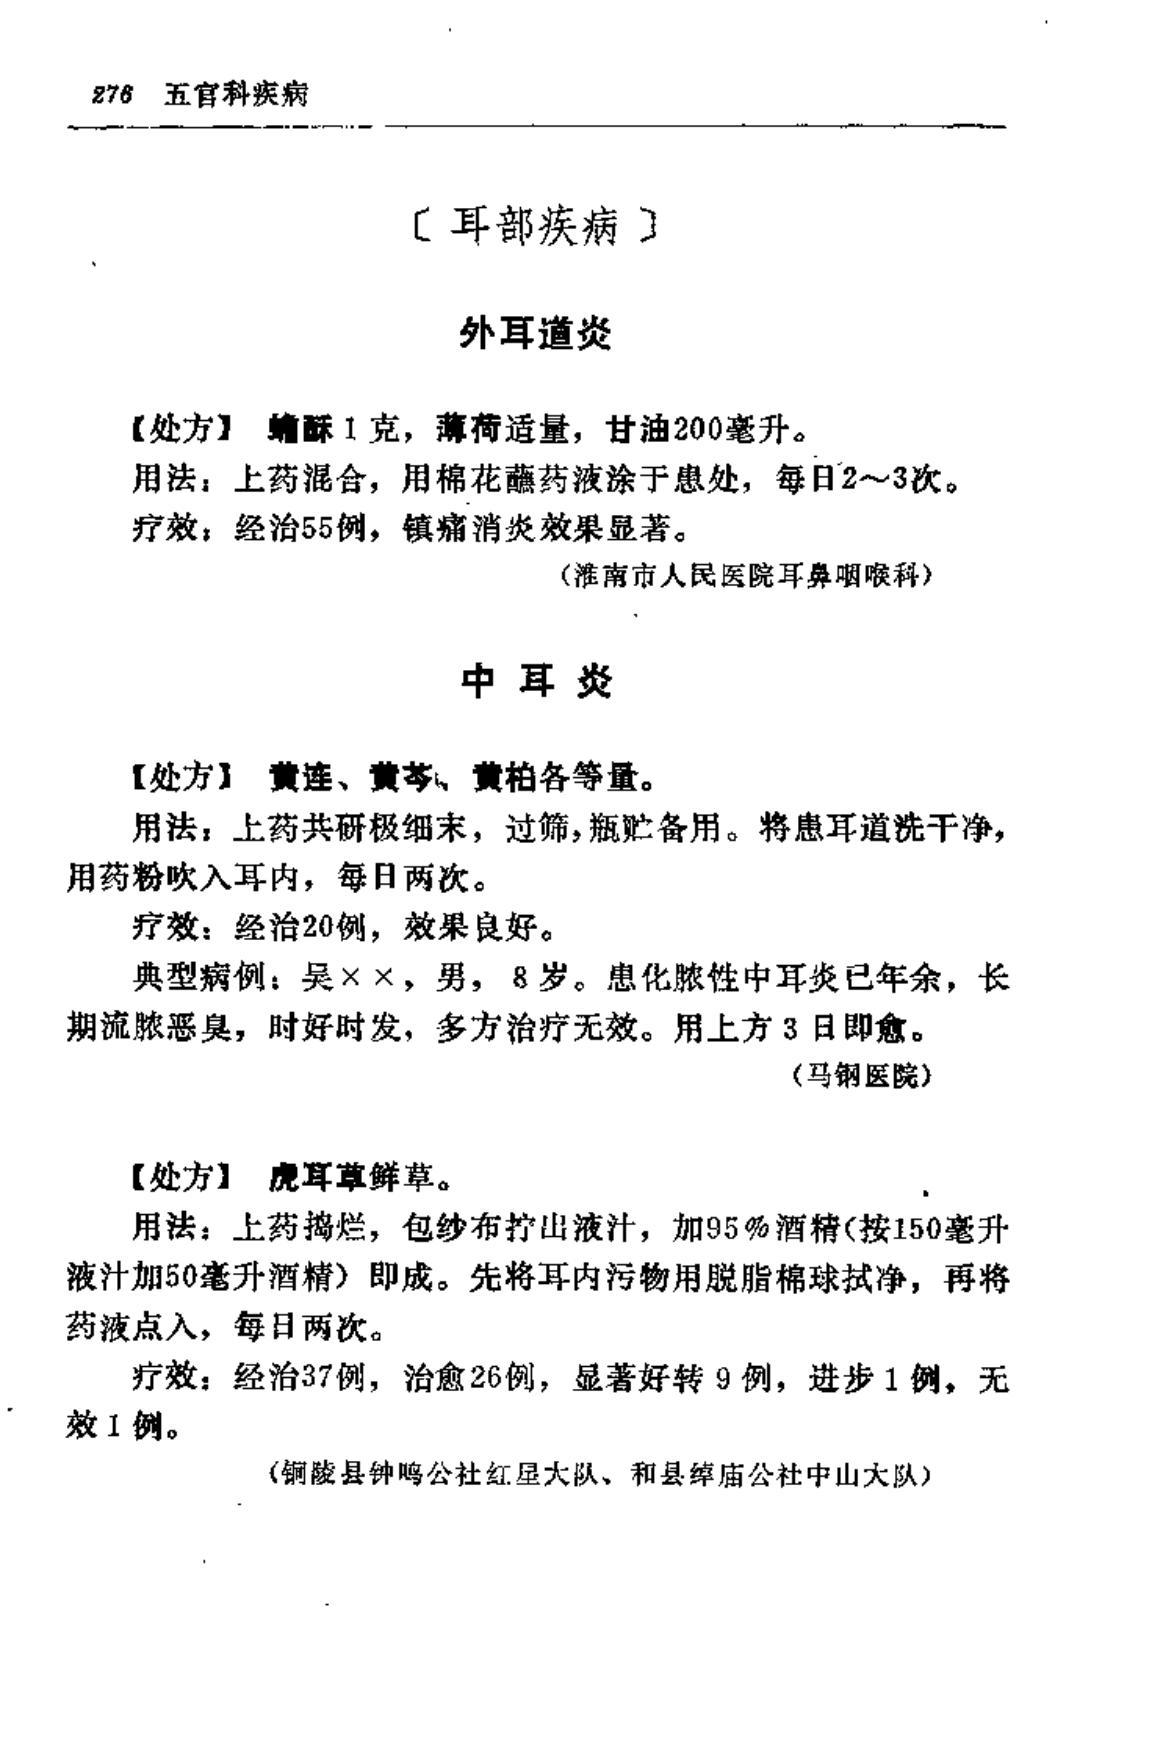 276 五官科疾病
〔耳部疾病〕
外耳道炎
【处方】 蟾酥1克，薄荷适量，甘油200毫升。
用法：上药混合，用棉花蘸药液涂于患处，每日2～3次。
疗效：经治55例，镇痛消炎效果显著。
（淮南市人民医院耳鼻咽喉科）
中耳炎
【处方】 黄连、黄芩、黄柏各等量。
用法：上药共研极细末，过筛，瓶贮备用。将患耳道洗干净，
用药粉吹入耳内，每日两次。
疗效：经治20例，效果良好。
典型病例：吴××，男，8岁。患化脓性中耳炎已年余，长
期流脓恶臭，时好时发，多方治疗无效。用上方3日即愈。
（马钢医院）
【处方】 虎耳草鲜草。
用法：上药捣烂，包纱布拧出液汁，加95%酒精（按150毫升
液汁加50毫升酒精）即成。先将耳内污物用脱脂棉球拭净，再将
药液点入，每日两次。
疗效：经治37例，治愈26例，显著好转9例，进步1例，无
效1例。
（铜陵县钟鸣公社红星大队、和县绰庙公社中山大队）